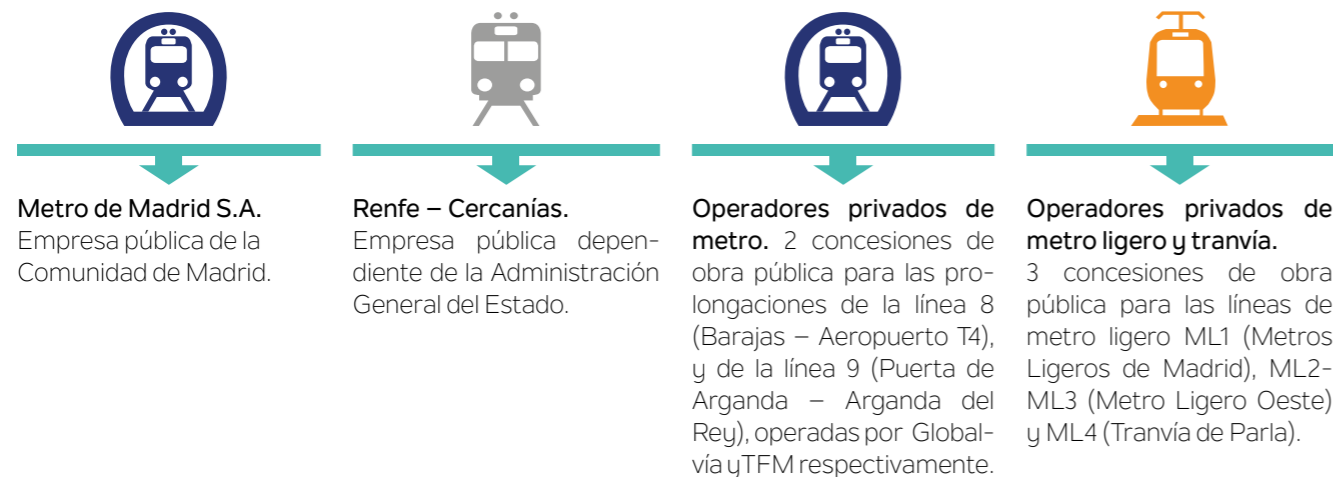 Metro de Madrid S.A.
Empresa pública de la
Comunidad de Madrid.
Renfe – Cercanías.
Empresa pública depen-
diente de la Administración
General del Estado.
Operadores privados de
metro. 2 concesiones de
obra pública para las pro-
longaciones de la línea 8
(Barajas – Aeropuerto T4),
y de la línea 9 (Puerta de
Arganda – Arganda del
Rey), operadas por Global-
vía yTFM respectivamente.
Operadores privados de
metro ligero y tranvía.
3 concesiones de obra
pública para las líneas de
metro ligero ML1 (Metros
Ligeros de Madrid), ML2-
ML3 (Metro Ligero Oeste)
y ML4 (Tranvía de Parla).